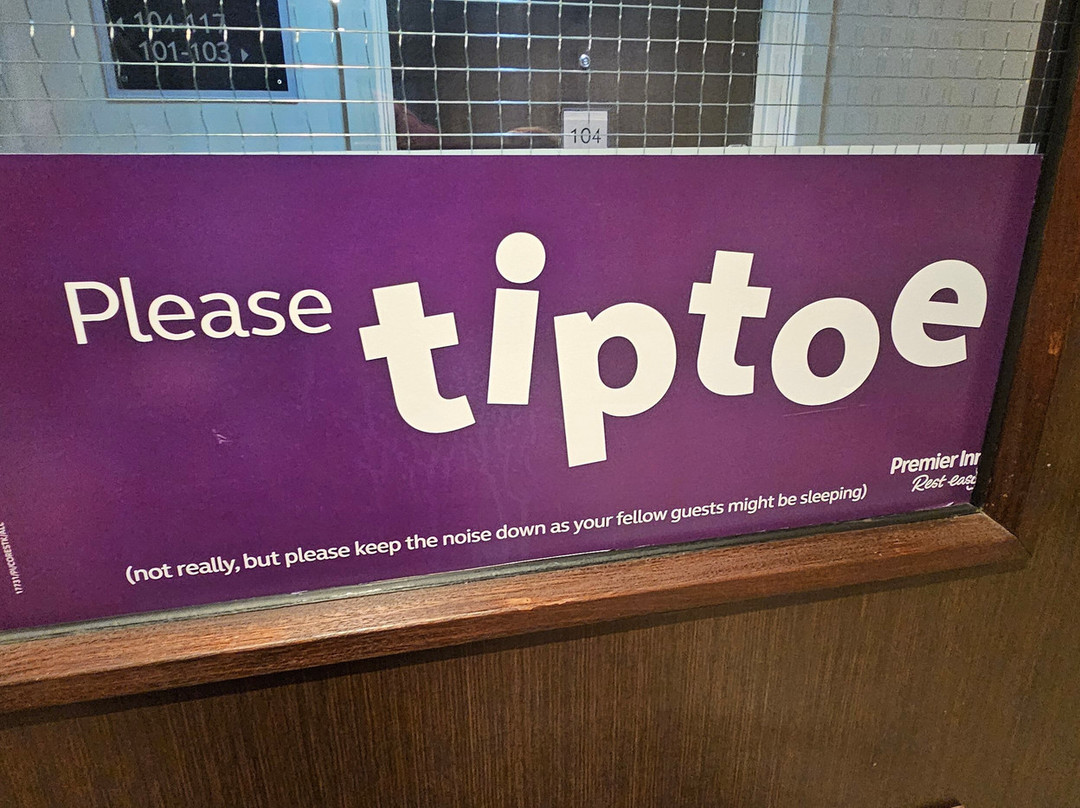 104-117
101-103
104
Please tiptoe
Premier Inn
Rest easy
(not really, but please keep the noise down as your fellow guests might be sleeping)